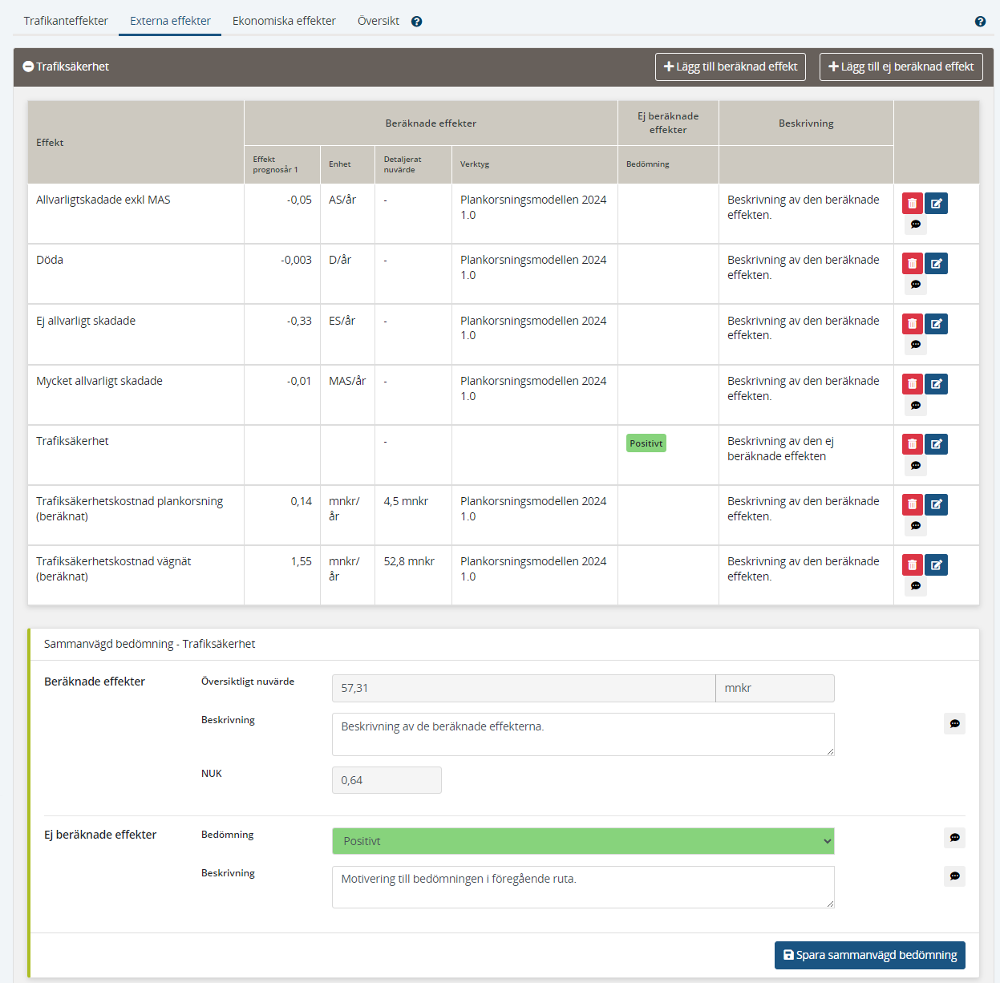 Trafikanteffekter Externa effekter Ekonomiska effekter Översikt
Trafiksäkerhet Lägg till beräknad effekt Lägg till ej beräknad effekt
Effekt Beräknade effekter Ej beräknade effekter Beskrivning
Effekt prognosår 1 Enhet Detaljerat nuvärde Verktyg Bedömning
Allvarligtskadade exkl MAS -0,05 AS/år - Plankorsningsmodellen 2024 Beskrivning av den beräknade
1.0 effekten.
Döda -0,003 D/år - Plankorsningsmodellen 2024 Beskrivning av den beräknade
1.0 effekten.
Ej allvarligt skadade -0,33 ES/år - Plankorsningsmodellen 2024 Beskrivning av den beräknade
1.0 effekten.
Mycket allvarligt skadade -0,01 MAS/år - Plankorsningsmodellen 2024 Beskrivning av den beräknade
1.0 effekten.
Trafiksäkerhet - Positivt Beskrivning av den ej
beräknade effekten
Trafiksäkerhetskostnad plankorsning 0,14 mnkr/ 4,5 mnkr Plankorsningsmodellen 2024 Beskrivning av den beräknade
(beräknat) år 1.0 effekten.
Trafiksäkerhetskostnad vägnät 1,55 mnkr/ 52,8 mnkr Plankorsningsmodellen 2024 Beskrivning av den beräknade
(beräknat) år 1.0 effekten.
Sammanvägd bedömning - Trafiksäkerhet
Beräknade effekter Översiktligt nuvärde 57,31 mnkr
Beskrivning Beskrivning av de beräknade effekterna.
NUK 0,64
Ej beräknade effekter Bedömning Positivt
Beskrivning Motivering till bedömningen i föregående ruta.
Spara sammanvägd bedömning